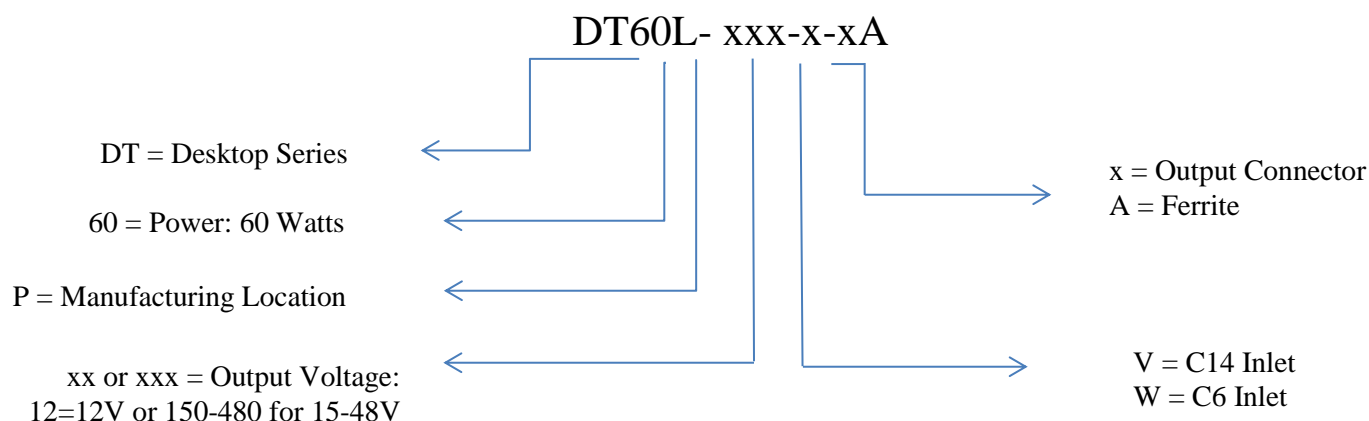 DT60L- xxx-x-xA
DT = Desktop Series
60 = Power: 60 Watts
P = Manufacturing Location
xx or xxx = Output Voltage:
12=12V or 150-480 for 15-48V
x = Output Connector
A = Ferrite
V = C14 Inlet
W = C6 Inlet